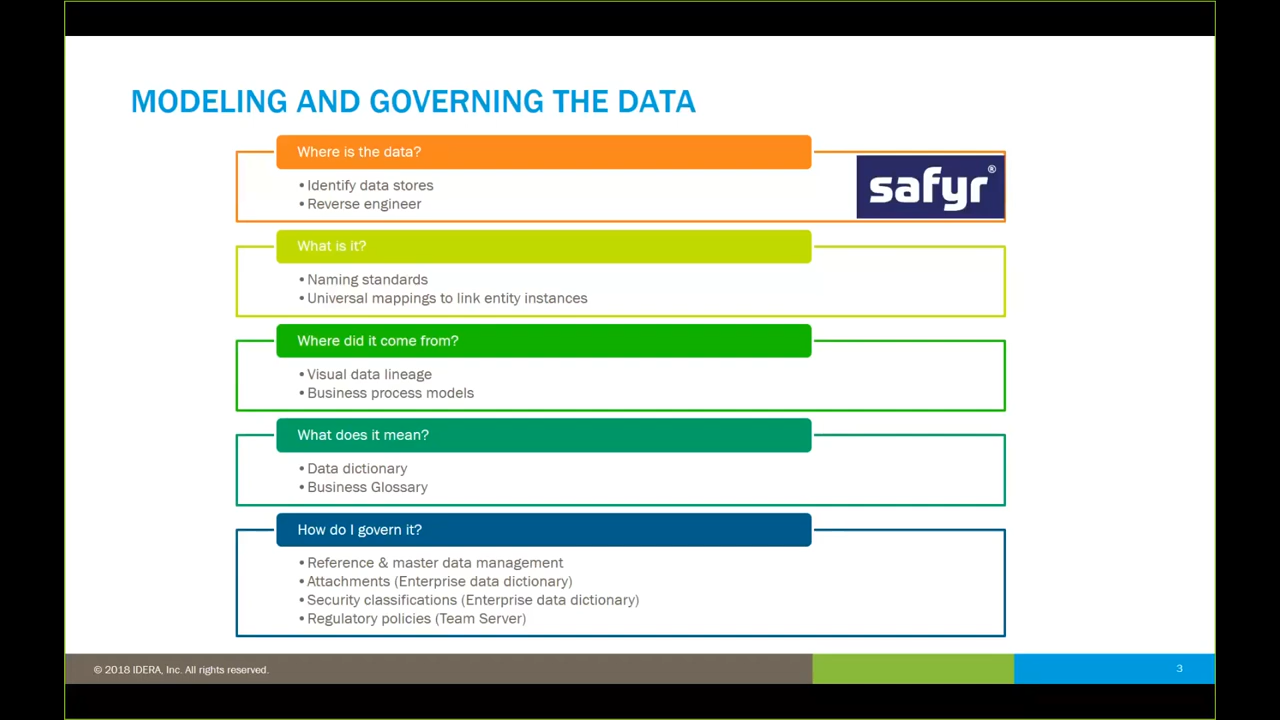 MODELING AND GOVERNING THE DATA
Where is the data?
• Identify data stores
• Reverse engineer
safyr®
What is it?
• Naming standards
• Universal mappings to link entity instances
Where did it come from?
• Visual data lineage
• Business process models
What does it mean?
• Data dictionary
• Business Glossary
How do I govern it?
• Reference & master data management
• Attachments (Enterprise data dictionary)
• Security classifications (Enterprise data dictionary)
• Regulatory policies (Team Server)
© 2018 IDERA, Inc. All rights reserved.
3